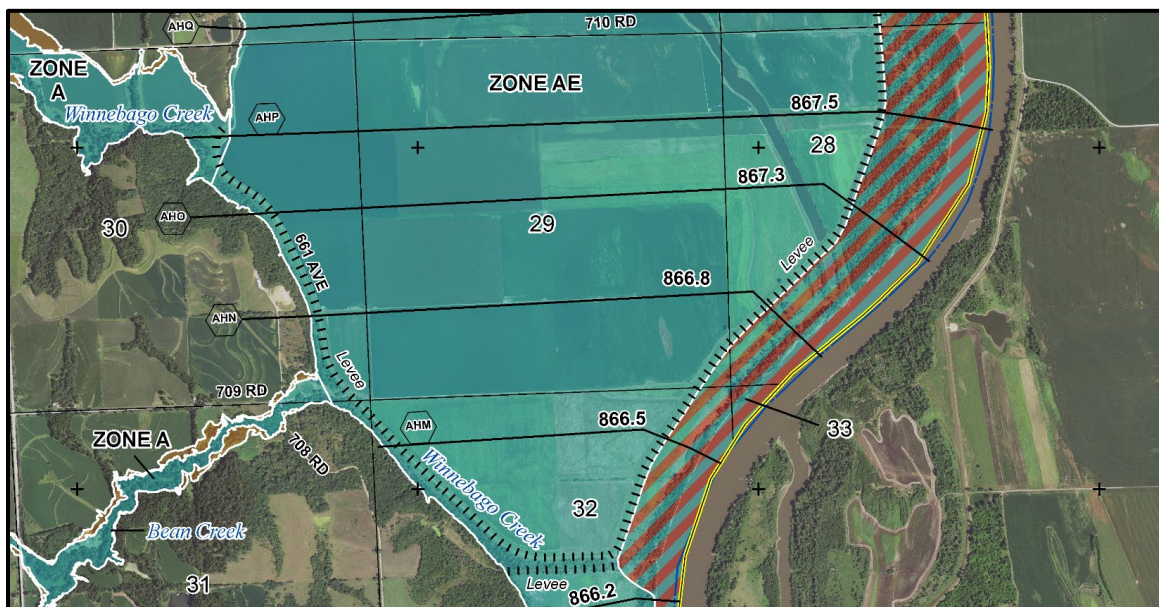 AHQ
710 RD
ZONE
A
ZONE AE
Winnebago Creek
AHP
867.5
28
867.3
AHO
30
29
661 AVE
Levee
866.8
AHN
Levee
709 RD
AHM
866.5
33
ZONE A
708 RD
Winnebago Creek
32
Bean Creek
31
Levee
866.2